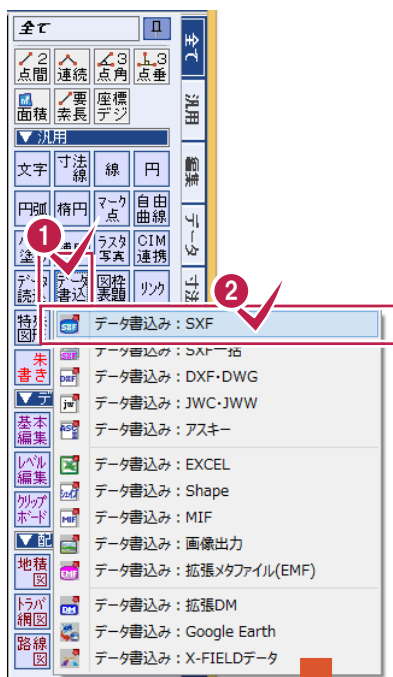 全て
2 点間
連続
3 点角
3 点垂
面積
要素長
座標デジ
▼汎用
文字
寸法線
線
円
円弧
楕円
マーク点
自由曲線
ラスタ写真
CIM連携
データ読込
データ書込
図枠表題
リンク
朱書き
基本編集
レベル編集
クリップボード
▼配
地積図
トラバ網図
路線図
全て
汎用
編集
データ
寸法
1
2
データ書込み：SXF
データ書込み：SXF一括
データ書込み：DXF・DWG
データ書込み：JWC・JWW
データ書込み：アスキー
データ書込み：EXCEL
データ書込み：Shape
データ書込み：MIF
データ書込み：画像出力
データ書込み：拡張メタファイル(EMF)
データ書込み：拡張DM
データ書込み：Google Earth
データ書込み：X-FIELDデータ